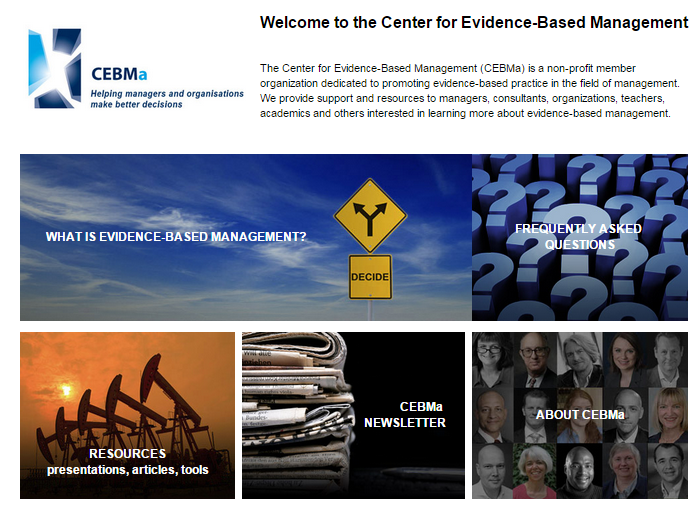 Welcome to the Center for Evidence-Based Management
CEBMa
Helping managers and organisations
make better decisions
The Center for Evidence-Based Management (CEBMa) is a non-profit member
organization dedicated to promoting evidence-based practice in the field of management.
We provide support and resources to managers, consultants, organizations, teachers,
academics and others interested in learning more about evidence-based management.
WHAT IS EVIDENCE-BASED MANAGEMENT?
DECIDE
FREQUENTLY ASKED
QUESTIONS
RESOURCES
presentations, articles, tools
CEBMa
NEWSLETTER
ABOUT CEBMa